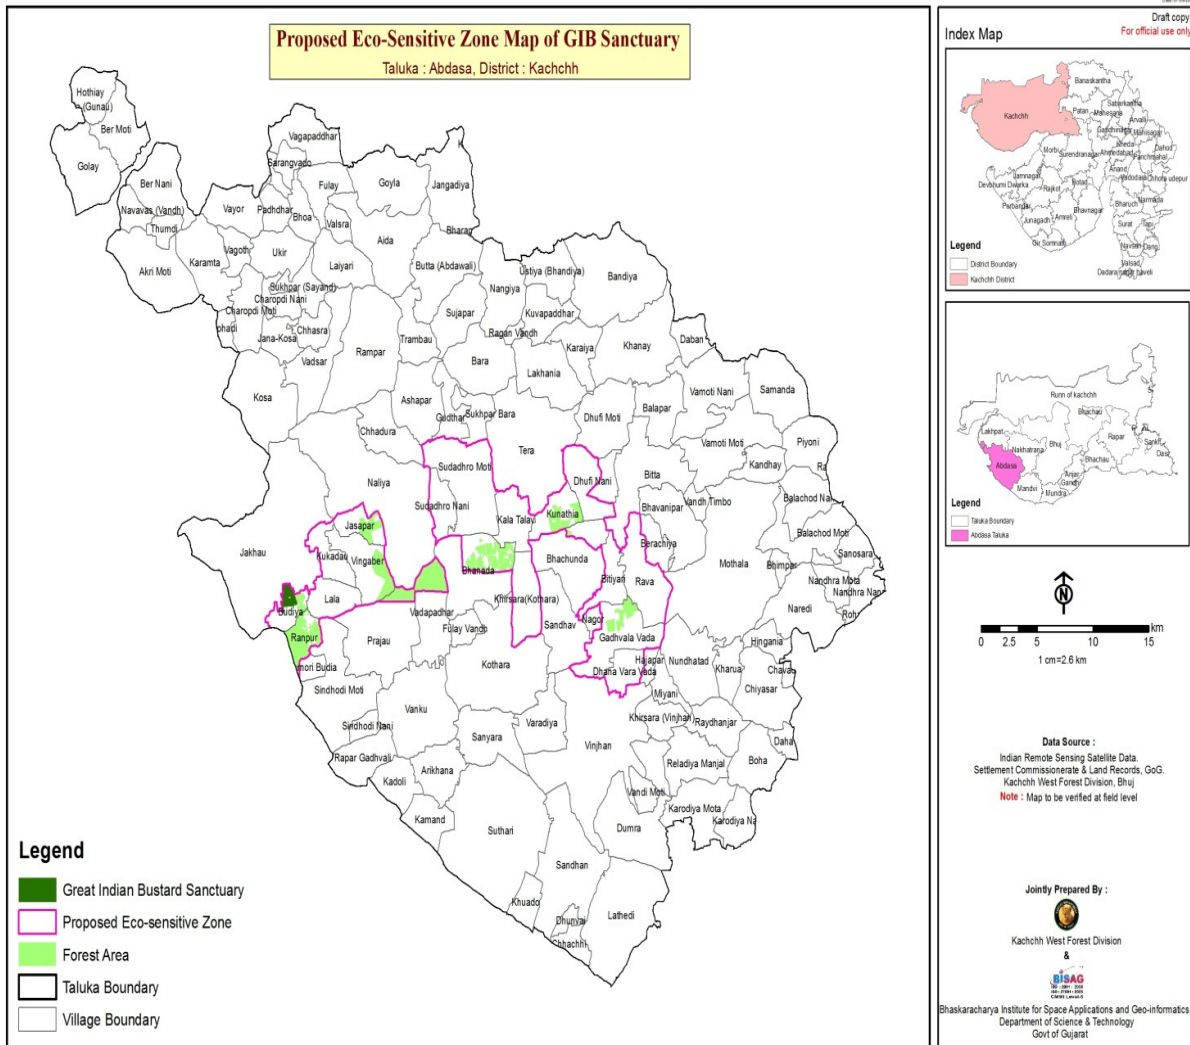 Proposed Eco-Sensitive Zone Map of GIB Sanctuary
Taluka : Abdasa, District : Kachchh
Hothiay
(Gunau)
Ber Moti
Golay
Ber Nani
Navavas (Vandh)
Thumdi
Akri Moti
Karamta
Vayor
Vagoth
Vagapaddhar
Sarangvado
Padhdhar
Fulay
Bhoa
Valsra
Goyla
Jangadiya
Bharap
Aida
Ukir
Laiyari
Butta (Abdawali)
Sukhpar (Sayand)
Charopdi Nani
Charopdi Moti
phadi
Jana-Kosa
Chhasra
Vadsar
Rampar
Trambau
Sujapar
Nangiya
Ustiya (Bhandiya)
Bandiya
Kuvapaddhar
Ragan Vandh
Karaiya
Khanay
Daban
Bara
Lakhania
Kosa
Ashapar
Gudthar
Sukhpar Bara
Chhadura
Dhufi Moti
Balapar
Vamoti Nani
Samanda
Tera
Vamoti Moti
Piyoni
Kandhay
Ra
Sudadhro Moti
Dhufi Nani
Bitta
Naliya
Sudadhro Nani
Kala Talav
Kunathia
Bhavanipar
Vandh Timbo
Balachod Na
Balachod Moti
Jasapar
Jakhau
Kukadau
Vingaber
Bhanada
Bhachunda
Berachiya
Mothala
Bhimpar
Sanosara
Nandhra Mota
Nandhra Nan
Bitiyari
Rava
Budiya
Lala
Vadapadhar
Khirsara(Kothara)
Nagor
Naredi
Roh
Ranpur
Prajau
Fulay Vandh
Sandhav
Gadhvala Vada
Hingania
mori Budia
Kothara
Hajapar
Dhana Vara Vada
Nundhatad
Kharua
Chavar
Chiyasar
Sindhodi Moti
Vanku
Miyani
Khirsara (Vinjhan)
Raydhanjar
Sindhodi Nani
Sanyara
Varadiya
Vinjhan
Daha
Rapar Gadhvali
Arikhana
Reladiya Manjal
Boha
Kadoli
Vandi Moti
Kamand
Suthari
Dumra
Karodiya Mota
Karodiya Na
Sandhan
Khuado
Dhunvai
Lathedi
Chhachhi
Legend
Great Indian Bustard Sanctuary
Proposed Eco-sensitive Zone
Forest Area
Taluka Boundary
Village Boundary
Draft copy
For official use only
Index Map
Banaskantha
Kachchh
Patan
Mahesana
Sabarkantha
Arvalli
Gandhinagar
Mahisagar
Morbi
Surendranagar
Ahmedabad
Kheda
Panchmahal
Dahod
Jamnagar
Anand
Vadodara
Chhota udepur
Devbhumi Dwarka
Rajkot
Botad
Porbandar
Bharuch
Narmada
Junagadh
Amreli
Bhavnagar
Surat
Tapi
Gir Somnath
Navsari
Dang
Valsad
Dadara nagar haveli
Legend
District Boundary
Kachchh District
Runn of kachchh
Bhachau
Lakhpat
Rapar
Nakhatrana
Bhuj
Bhachau
Abdasa
Anjar
Gandhi
Mandvi
Mundra
Legend
Taluka Boundary
Abdasa Taluka
N
km
0 2.5 5 10 15
1 cm=2.6 km
Data Source :
Indian Remote Sensing Satellite Data.
Settlement Commissionerate & Land Records, GoG.
Kachchh West Forest Division, Bhuj
Note : Map to be verified at field level
Jointly Prepared By :
Kachchh West Forest Division
&
BISAG
Bhaskaracharya Institute for Space Applications and Geo-informatics
Department of Science & Technology
Govt of Gujarat